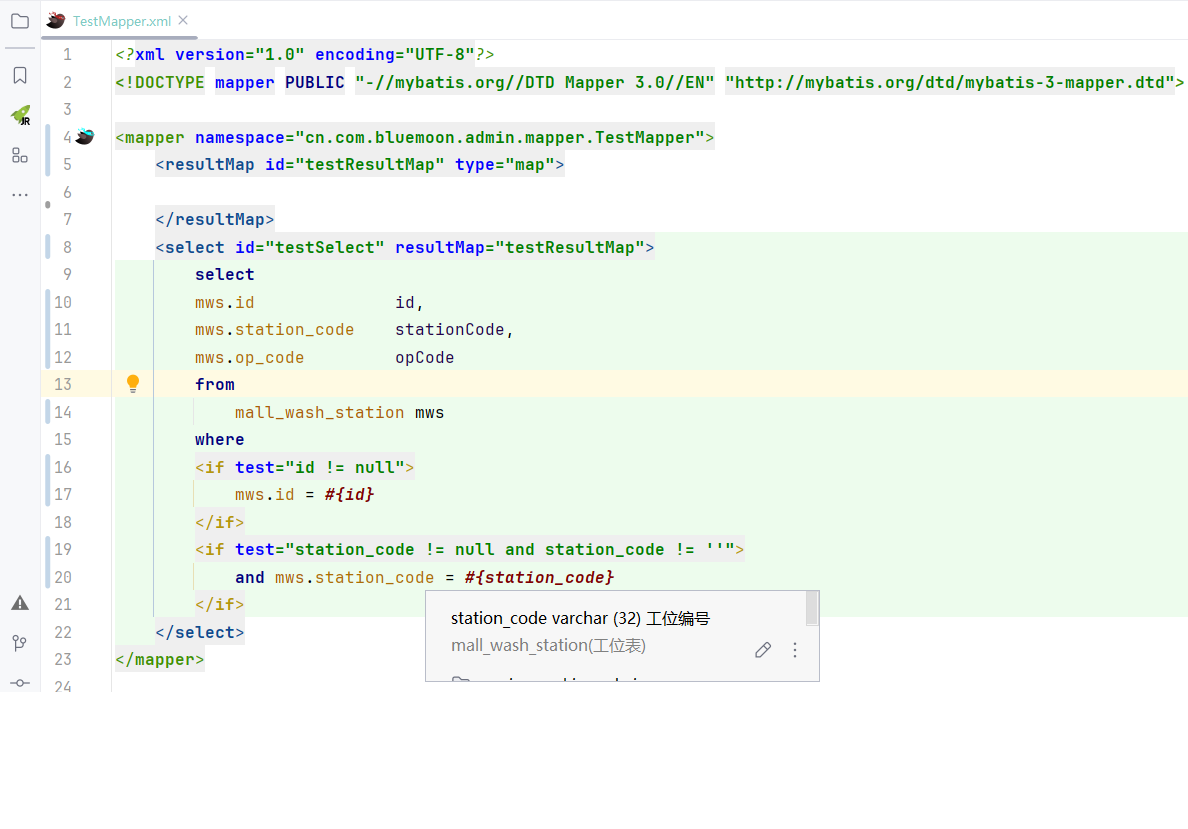 TestMapper.xml
1 <?xml version="1.0" encoding="UTF-8"?>
2 <!DOCTYPE mapper PUBLIC "-//mybatis.org//DTD Mapper 3.0//EN" "http://mybatis.org/dtd/mybatis-3-mapper.dtd">
3
4 <mapper namespace="cn.com.bluemoon.admin.mapper.TestMapper">
5 <resultMap id="testResultMap" type="map">
6
7 </resultMap>
8 <select id="testSelect" resultMap="testResultMap">
9 select
10 mws.id id,
11 mws.station_code stationCode,
12 mws.op_code opCode
13 from
14 mall_wash_station mws
15 where
16 <if test="id != null">
17 mws.id = #{id}
18 </if>
19 <if test="station_code != null and station_code != ''">
20 and mws.station_code = #{station_code}
21 </if>
22 </select>
23 </mapper>
24
JR
station_code varchar (32) 工位编号
mall_wash_station(工位表)